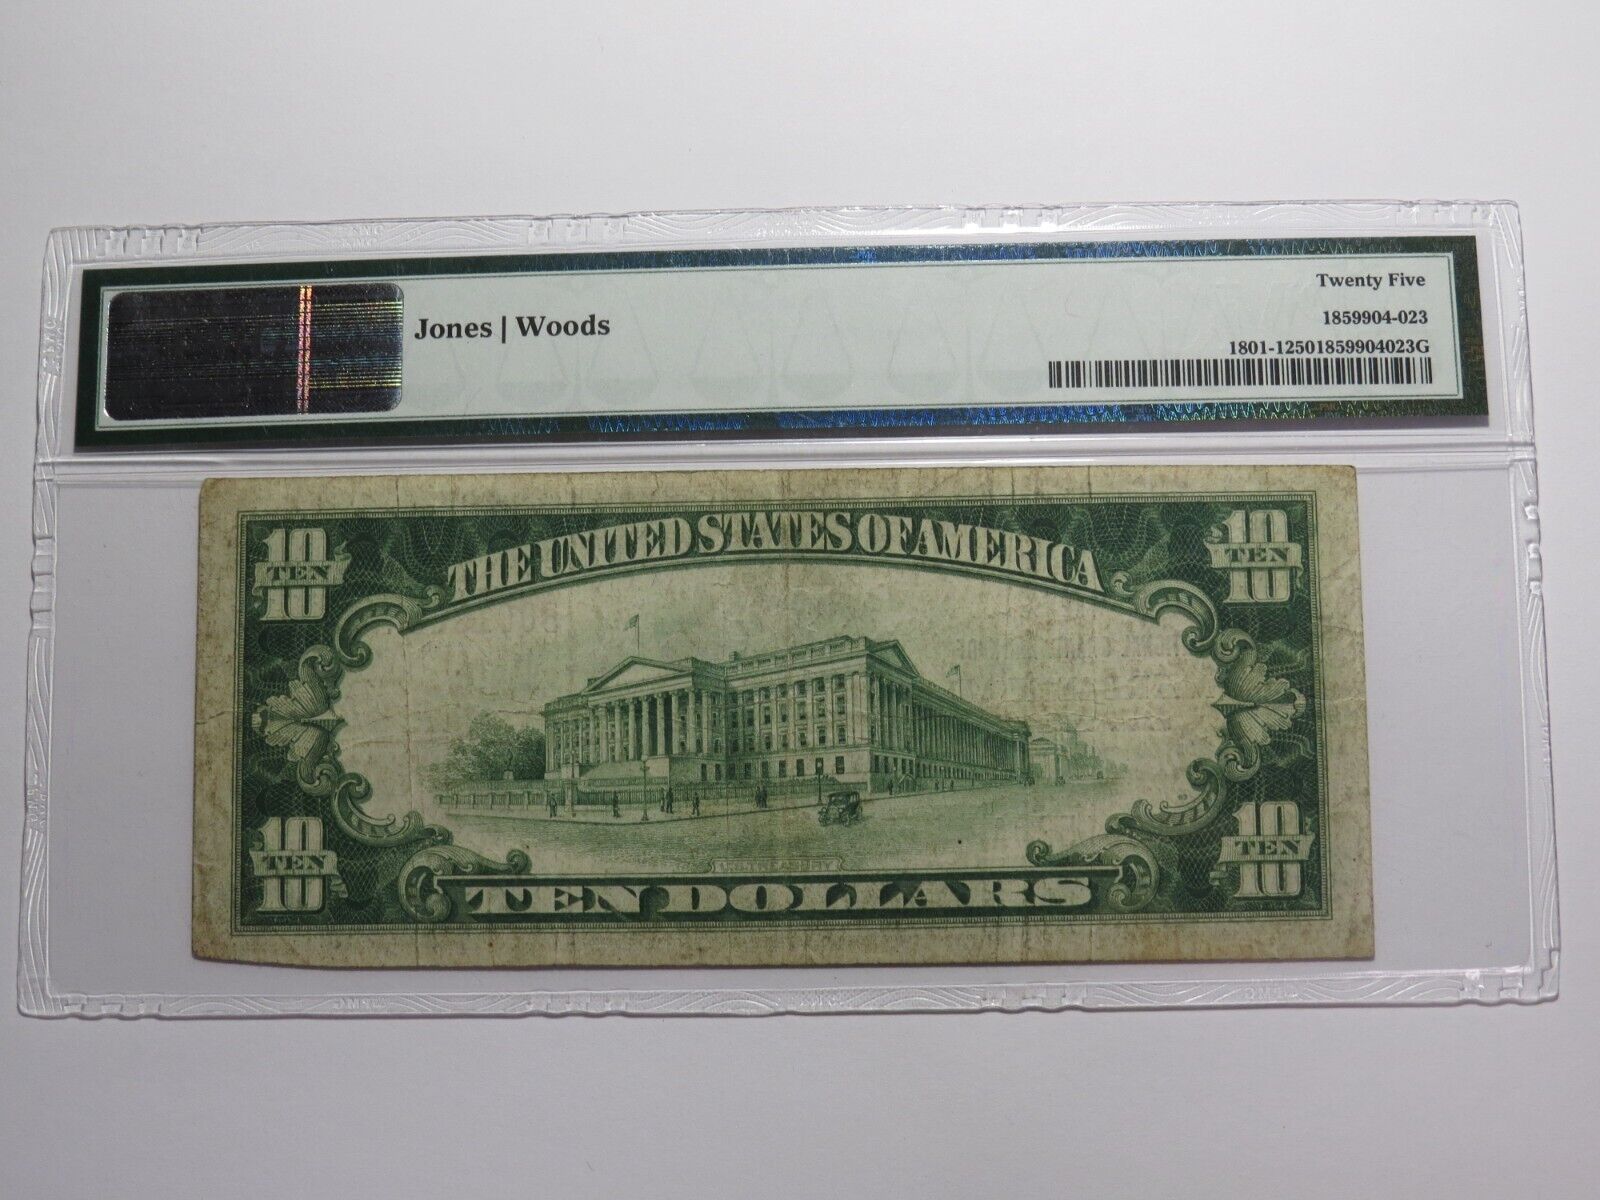 Jones | Woods
Twenty Five
1859904-023
1801-12501859904023G
10 TEN 10
THE UNITED STATES OF AMERICA
10 TEN 10
10 TEN 10
U.S. TREASURY
TEN DOLLARS
10 TEN 10